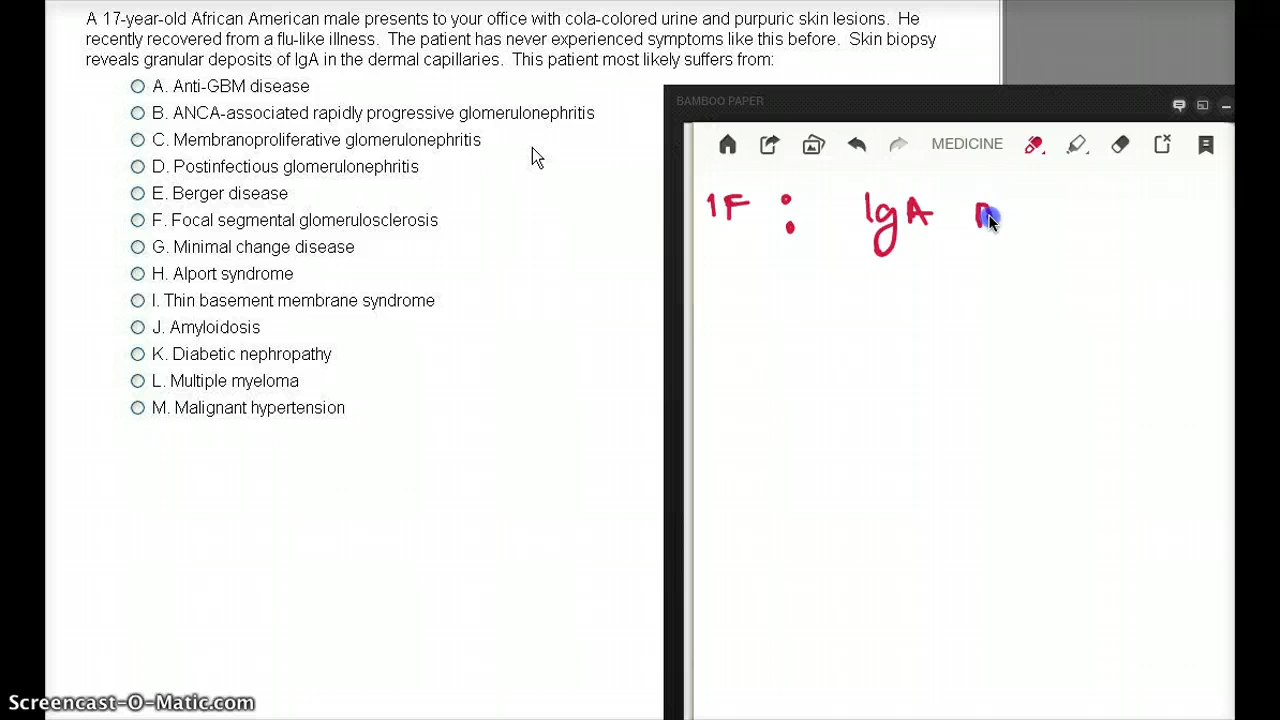 A 17-year-old African American male presents to your office with cola-colored urine and purpuric skin lesions. He
recently recovered from a flu-like illness. The patient has never experienced symptoms like this before. Skin biopsy
reveals granular deposits of IgA in the dermal capillaries. This patient most likely suffers from:
A. Anti-GBM disease
B. ANCA-associated rapidly progressive glomerulonephritis
C. Membranoproliferative glomerulonephritis
D. Postinfectious glomerulonephritis
E. Berger disease
F. Focal segmental glomerulosclerosis
G. Minimal change disease
H. Alport syndrome
I. Thin basement membrane syndrome
J. Amyloidosis
K. Diabetic nephropathy
L. Multiple myeloma
M. Malignant hypertension
BAMBOO PAPER
MEDICINE
IF : IgA
Screencast-O-Matic.com